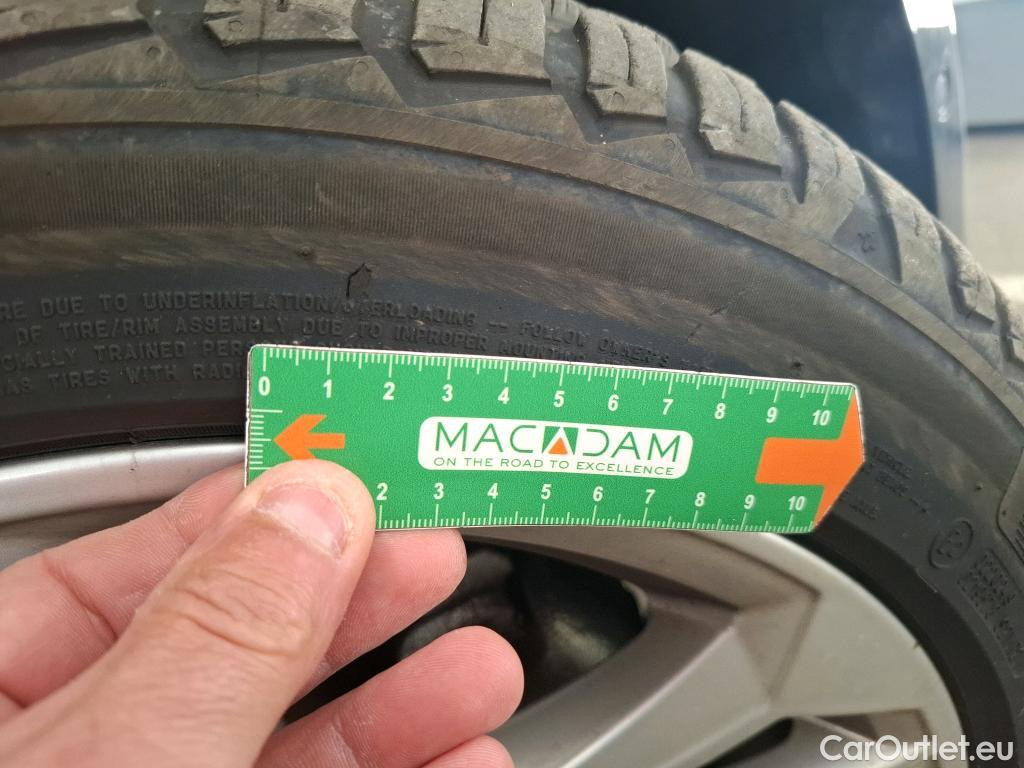 RE DUE TO UNDERINFLATION/OVERLOADING -- FOLLOW OWNER'S
OF TIRE/RIM ASSEMBLY DUE TO IMPROPER MOUNTING
CIALLY TRAINED PER
AS TIRES WITH RADI
0 1 2 3 4 5 6 7 8 9 10
MACADAM
ON THE ROAD TO EXCELLENCE
2 3 4 5 6 7 8 9 10
CarOutlet.eu